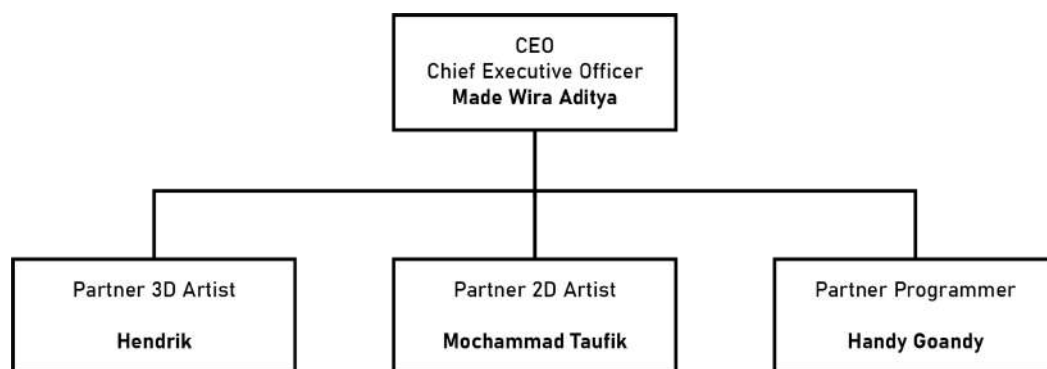 CEO
Chief Executive Officer
Made Wira Aditya
Partner 3D Artist
Hendrik
Partner 2D Artist
Mochammad Taufik
Partner Programmer
Handy Goandy